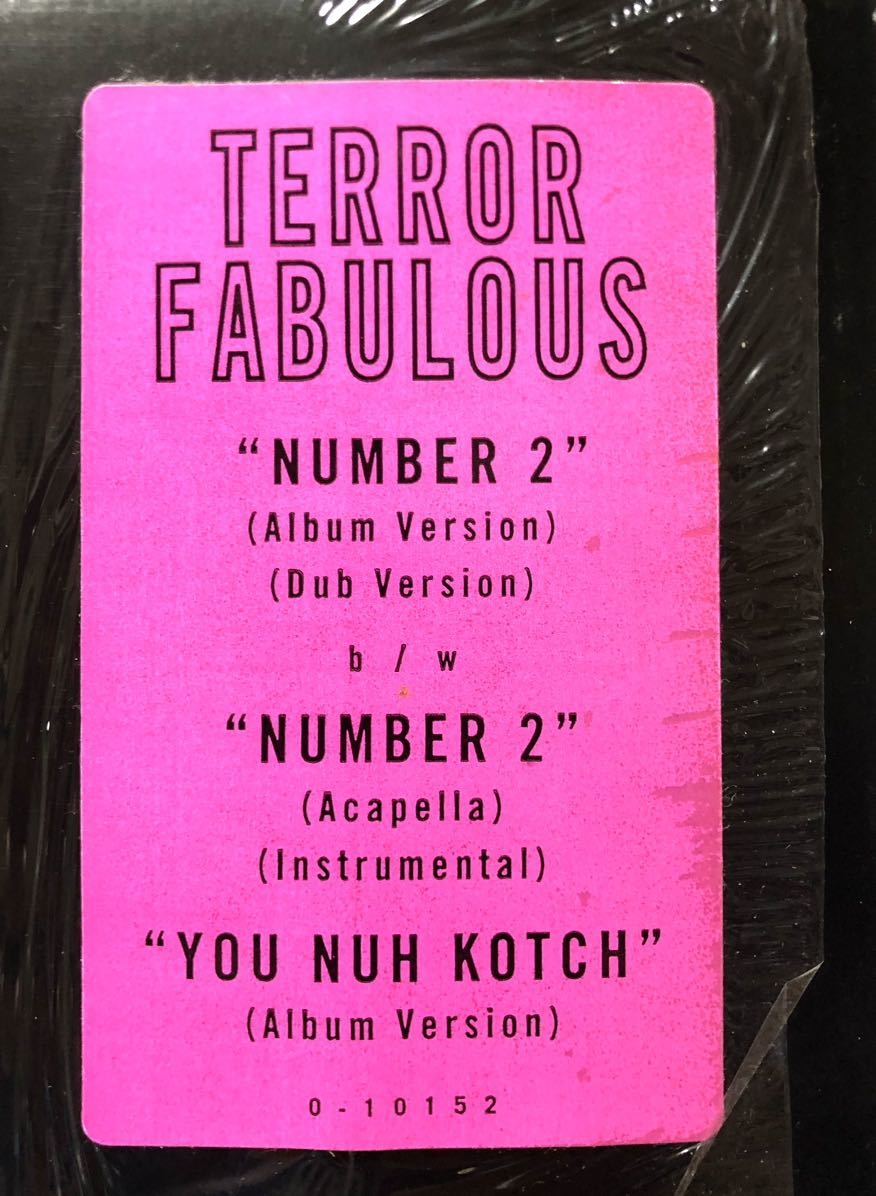 TERROR
FABULOUS
“NUMBER 2”
(Album Version)
(Dub Version)
b / w
“NUMBER 2”
(Acapella)
(Instrumental)
“YOU NUH KOTCH”
(Album Version)
0-10152